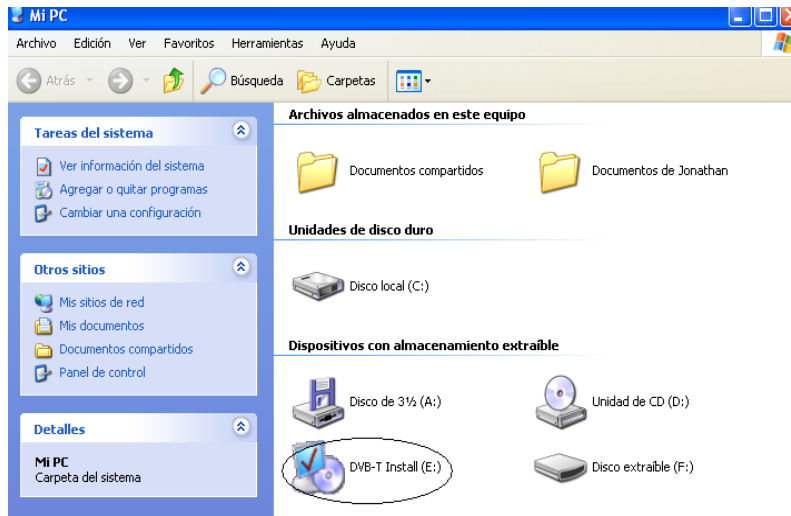 Mi PC
Archivo Edición Ver Favoritos Herramientas Ayuda
Atrás Búsqueda Carpetas
Tareas del sistema
Ver información del sistema
Agregar o quitar programas
Cambiar una configuración
Otros sitios
Mis sitios de red
Mis documentos
Documentos compartidos
Panel de control
Detalles
Mi PC
Carpeta del sistema
Archivos almacenados en este equipo
Documentos compartidos Documentos de Jonathan
Unidades de disco duro
Disco local (C:)
Dispositivos con almacenamiento extraíble
Disco de 3½ (A:) Unidad de CD (D:)
DVB-T Install (E:) Disco extraíble (F:)